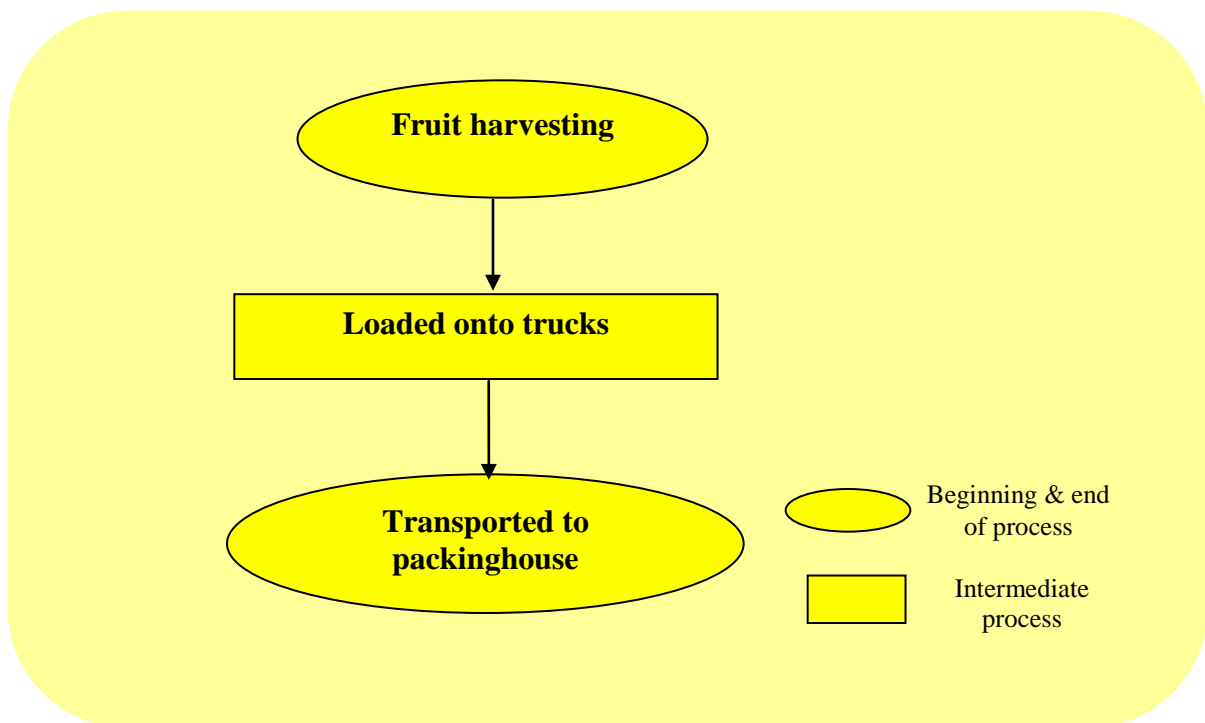 Fruit harvesting
Loaded onto trucks
Transported to
packinghouse
Beginning & end
of process
Intermediate
process